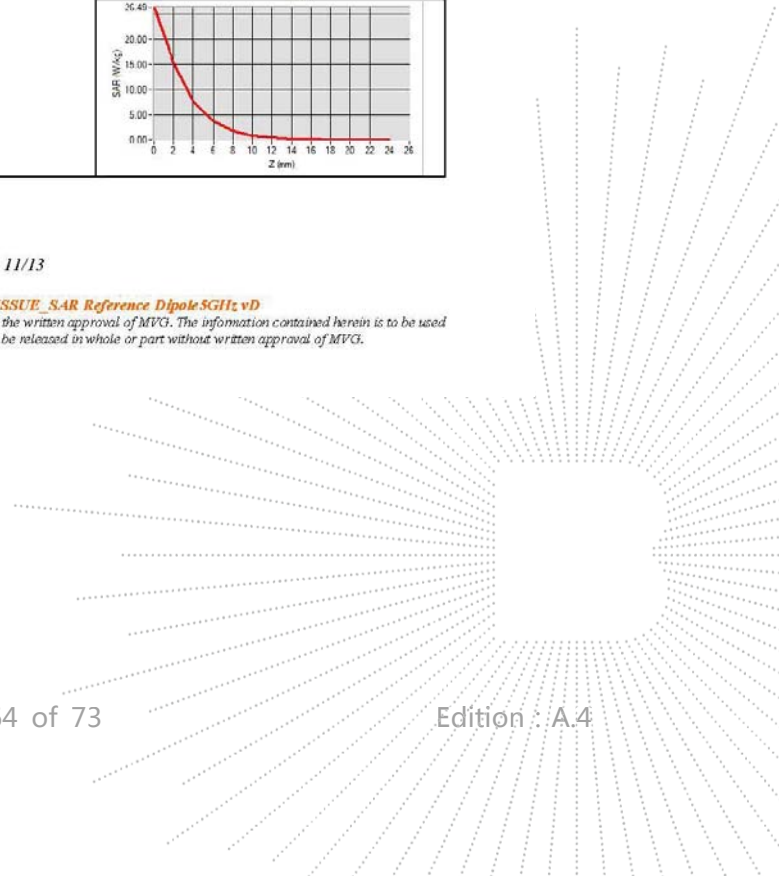 26.49
20.00
15.00
10.00
5.00
0.00
SAR (W/kg)
0 2 4 6 8 10 12 14 16 18 20 22 24 26
Z (mm)
11/13
SSUE_SAR Reference Dipole5GHz vD
the written approval of MVG. The information contained herein is to be used
be released in whole or part without written approval of MVG.
4 of 73
Edition : A.4